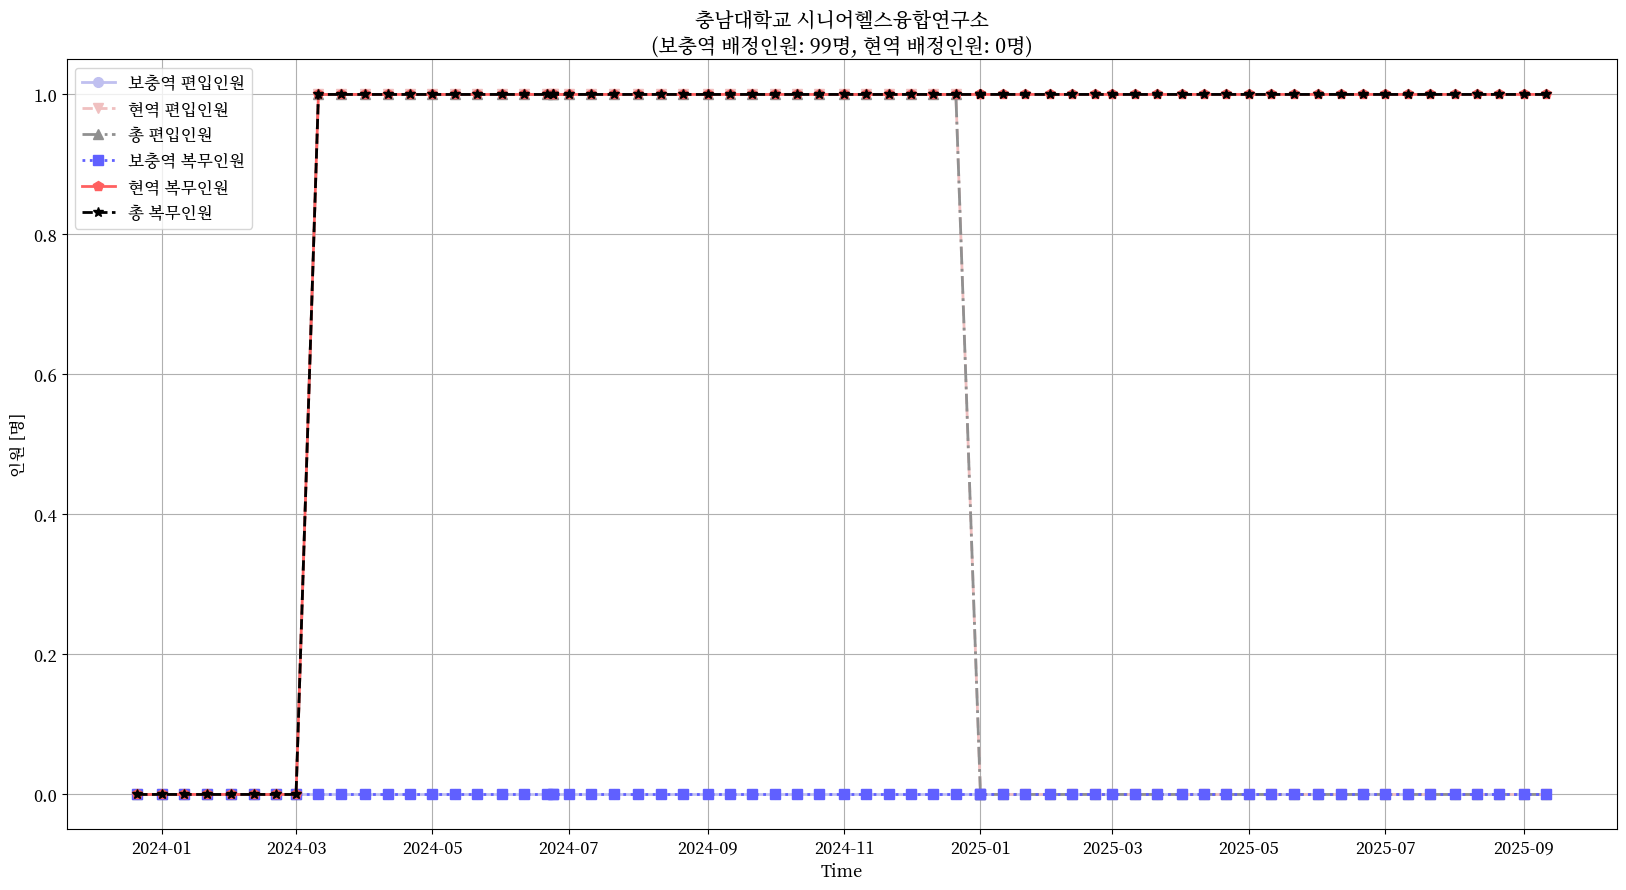 충남대학교 시니어헬스융합연구소
(보충역 배정인원: 99명, 현역 배정인원: 0명)
보충역 편입인원
현역 편입인원
총 편입인원
보충역 복무인원
현역 복무인원
총 복무인원
1.0
0.8
0.6
0.4
0.2
0.0
인원 [명]
2024-01
2024-03
2024-05
2024-07
2024-09
2024-11
2025-01
2025-03
2025-05
2025-07
2025-09
Time